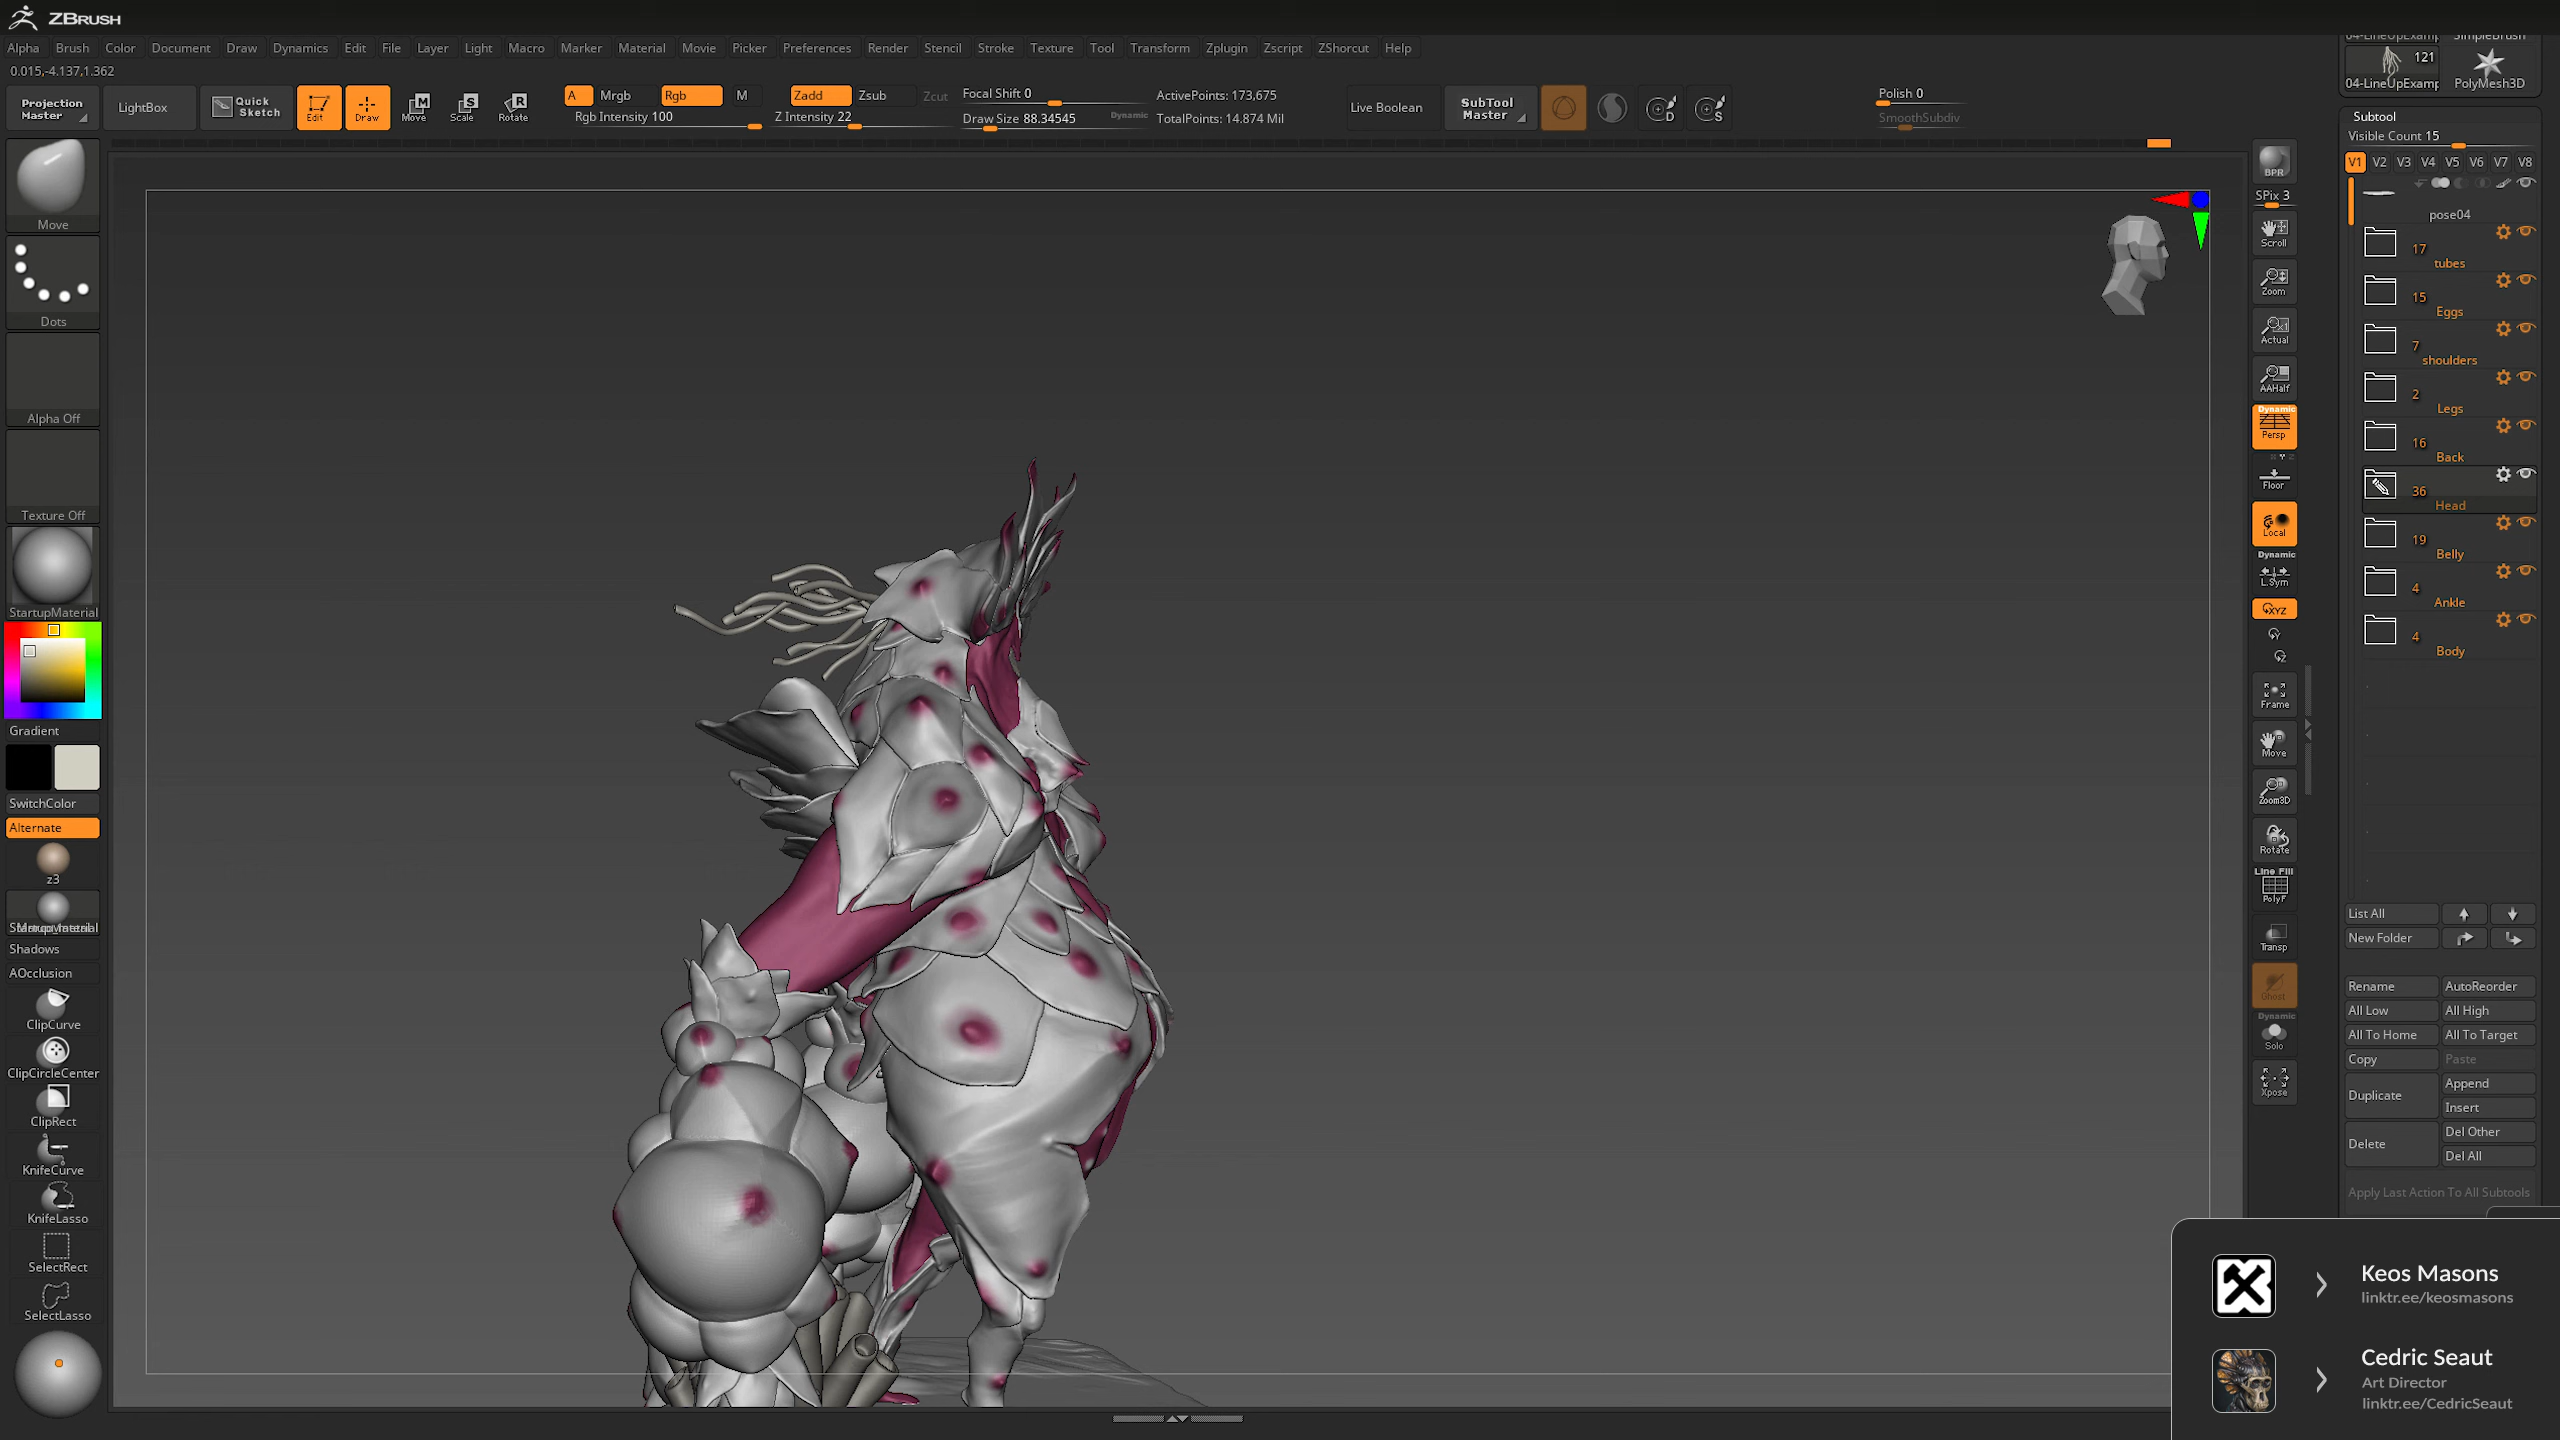 ZBRUSH
Alpha Brush Color Document Draw Dynamics Edit File Layer Light Macro Marker Material Movie Picker Preferences Render Stencil Stroke Texture Tool Transform Zplugin Zscript ZShorcut Help
0.015,-4.137,1.362
Projection Master
LightBox
Quick Sketch
Edit
Draw
Move
Scale
Rotate
A Mrgb Rgb M
Rgb Intensity 100
Zadd Zsub Zcut
Z Intensity 22
Focal Shift 0
Draw Size 88.34545 Dynamic
ActivePoints: 173,675
TotalPoints: 14.874 Mil
Live Boolean
SubTool Master
Polish 0
SmoothSubdiv
Move
Dots
Alpha Off
Texture Off
StartupMaterial
Gradient
SwitchColor
Alternate
z3
Shadows
AOcclusion
ClipCurve
ClipCircleCenter
ClipRect
KnifeCurve
KnifeLasso
SelectRect
SelectLasso
BPR
SPix 3
Scroll
Zoom
Actual
AAHalf
Dynamic
Persp
Floor
Local
Dynamic
L.Sym
XYZ
Frame
Move
Zoom3D
Rotate
Line Fill
PolyF
Transp
Ghost
Dynamic
Solo
Xpose
121
04-LineUpExamp PolyMesh3D
Subtool
Visible Count 15
V1 V2 V3 V4 V5 V6 V7 V8
pose04
17
tubes
15
Eggs
7
shoulders
2
Legs
16
Back
36
Head
19
Belly
4
Ankle
4
Body
List All
New Folder
Rename AutoReorder
All Low All High
All To Home All To Target
Copy Paste
Duplicate Append
Insert
Delete Del Other
Del All
Apply Last Action To All Subtools
Keos Masons
linktr.ee/keosmasons
Cedric Seaut
Art Director
linktr.ee/CedricSeaut